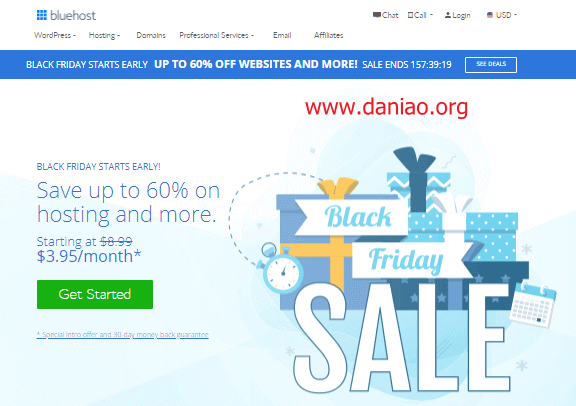 bluehost
Chat Call Login USD
WordPress Hosting Domains Professional Services Email Affiliates
BLACK FRIDAY STARTS EARLY UP TO 60% OFF WEBSITES AND MORE! SALE ENDS 157:39:19 SEE DEALS
www.daniao.org
BLACK FRIDAY STARTS EARLY!
Save up to 60% on
hosting and more.
Starting at $8.99
$3.95/month*
Get Started
* Special intro offer and 30-day money back guarantee
Black
Friday
SALE